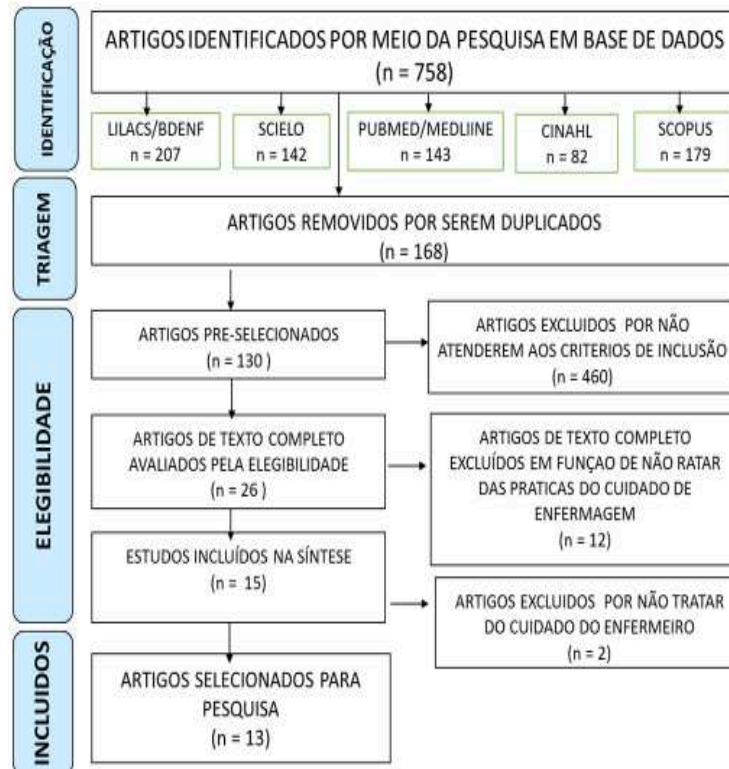 IDENTIFICAÇÃO
ARTIGOS IDENTIFICADOS POR MEIO DA PESQUISA EM BASE DE DADOS
(n = 758)
LILACS/BDENF
n = 207
SCIELO
n = 142
PUBMED/MEDLIINE
n = 143
CINAHL
n = 82
SCOPUS
n = 179
TRIAGEM
ARTIGOS REMOVIDOS POR SEREM DUPLICADOS
(n = 168)
ELEGIBILIDADE
ARTIGOS PRE-SELECIONADOS
(n = 130 )
ARTIGOS EXCLUIDOS POR NÃO
ATENDEREM AOS CRITERIOS DE INCLUSÃO
(n = 460)
ARTIGOS DE TEXTO COMPLETO
AVALIADOS PELA ELEGIBILIDADE
(n = 26 )
ARTIGOS DE TEXTO COMPLETO
EXCLUÍDOS EM FUNÇAO DE NÃO RATAR
DAS PRATICAS DO CUIDADO DE
ENFERMAGEM
(n = 12)
ESTUDOS INCLUÍDOS NA SÍNTESE
(n = 15)
ARTIGOS EXCLUIDOS POR NÃO TRATAR
DO CUIDADO DO ENFERMEIRO
(n = 2)
INCLUIDOS
ARTIGOS SELECIONADOS PARA
PESQUISA
(n = 13)